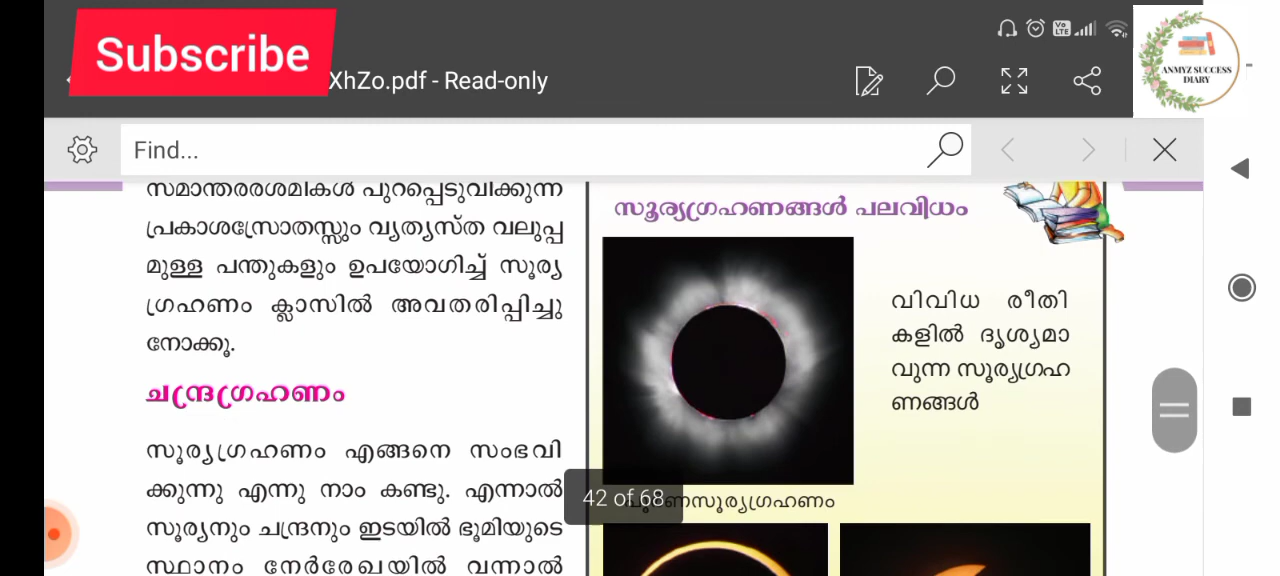 Subscribe
XhZo.pdf - Read-only
ANMYZ SUCCESS
DIARY
Find...
സമാന്തരരശ്മികൾ പുറപ്പെടുവിക്കുന്ന
പ്രകാശസ്രോതസ്സും വ്യത്യസ്ത വലുപ്പ
മുള്ള പന്തുകളും ഉപയോഗിച്ച് സൂര്യ
ഗ്രഹണം ക്ലാസിൽ അവതരിപ്പിച്ചു
നോക്കൂ.
ചന്ദ്രഗ്രഹണം
സൂര്യഗ്രഹണം എങ്ങനെ സംഭവി
ക്കുന്നു എന്നു നാം കണ്ടു. എന്നാൽ
സൂര്യനും ചന്ദ്രനും ഇടയിൽ ഭൂമിയുടെ
സ്ഥാനം നേർരേഖയിൽ വന്നാൽ
സൂര്യഗ്രഹണങ്ങൾ പലവിധം
വിവിധ രീതി
കളിൽ ദൃശ്യമാ
വുന്ന സൂര്യഗ്രഹ
ണങ്ങൾ
42 of 68